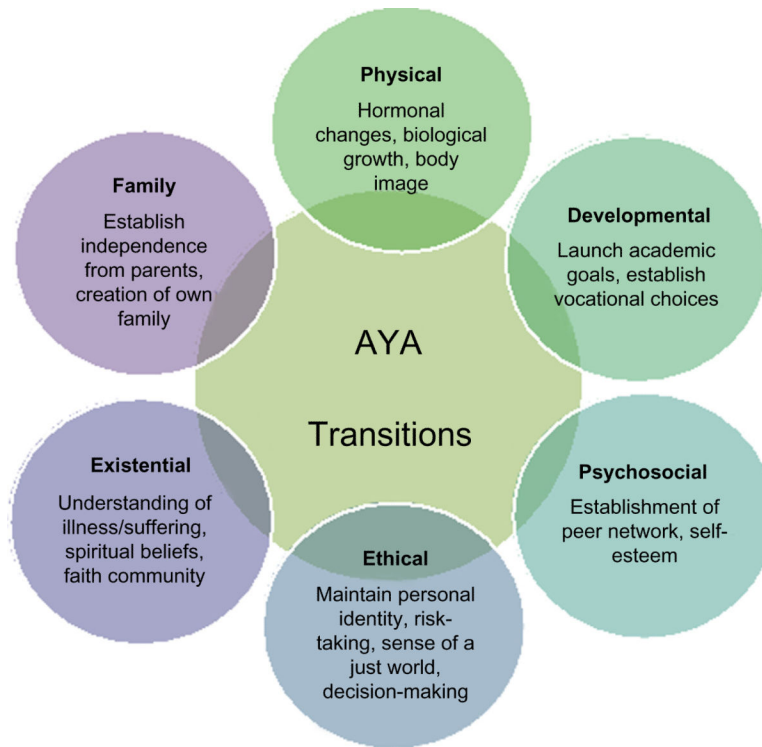 Physical
Hormonal
changes, biological
growth, body
image
Developmental
Launch academic
goals, establish
vocational choices
Psychosocial
Establishment of
peer network, self-
esteem
Ethical
Maintain personal
identity, risk-
taking, sense of a
just world,
decision-making
Existential
Understanding of
illness/suffering,
spiritual beliefs,
faith community
Family
Establish
independence
from parents,
creation of own
family
AYA
Transitions